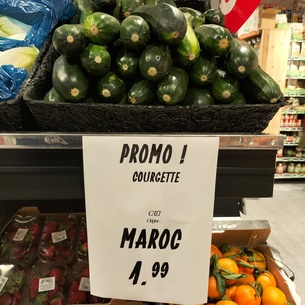 PROMO !
COURGETTE
CAT I
Origine
MAROC
1.99